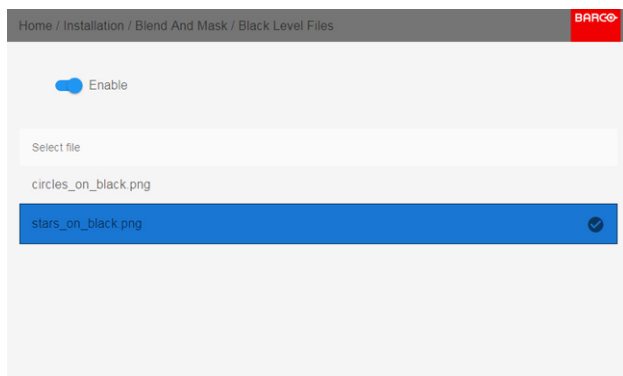 Home / Installation / Blend And Mask / Black Level Files
BARCO
Enable
Select file
circles_on_black.png
stars_on_black.png